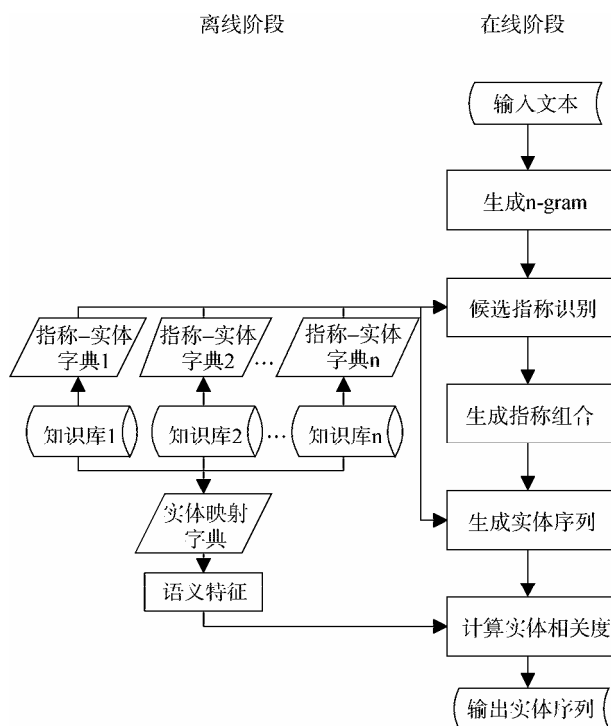 离线阶段
在线阶段
输入文本
生成n-gram
候选指称识别
指称–实体
字典1
指称–实体
字典2
…
指称–实体
字典n
生成指称组合
知识库1
知识库2
…
知识库n
实体映射
字典
生成实体序列
语义特征
计算实体相关度
输出实体序列